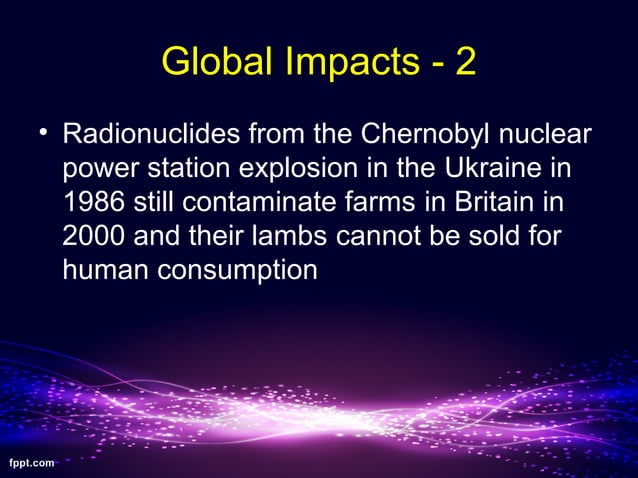 Global Impacts - 2
• Radionuclides from the Chernobyl nuclear
power station explosion in the Ukraine in
1986 still contaminate farms in Britain in
2000 and their lambs cannot be sold for
human consumption
fppt.com